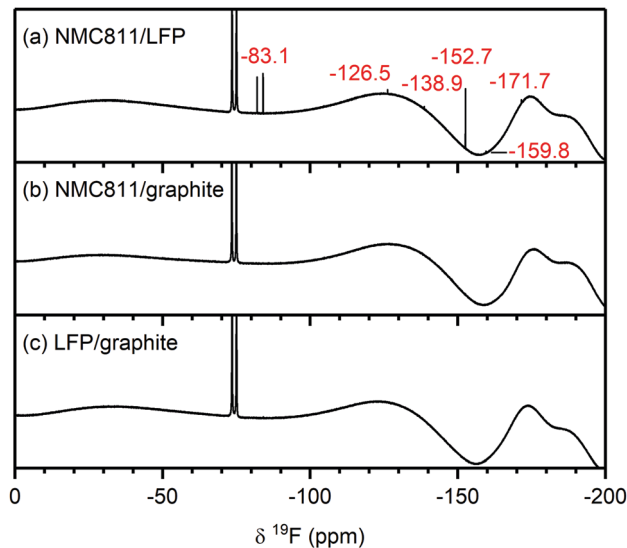 (a) NMC811/LFP
-83.1
-126.5
-138.9
-152.7
-171.7
-159.8
(b) NMC811/graphite
(c) LFP/graphite
0 -50 -100 -150 -200
δ ¹⁹F (ppm)